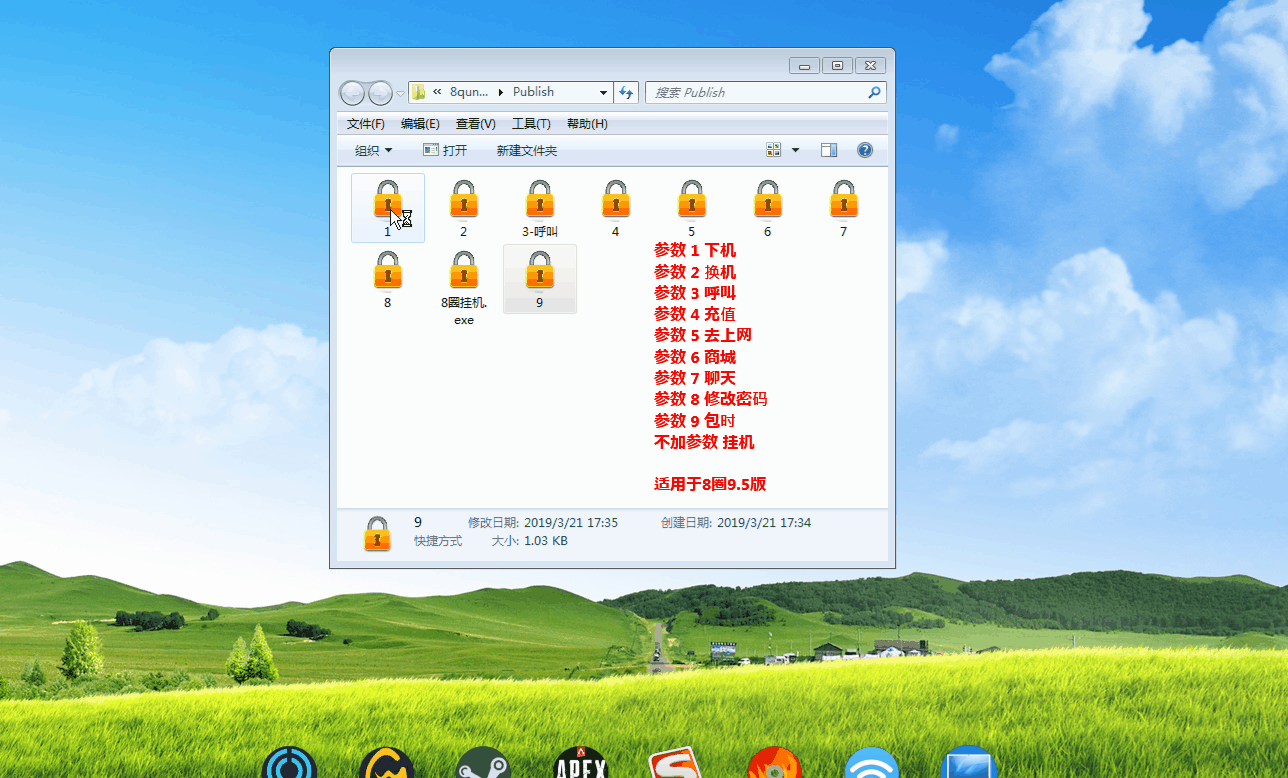 « 8qun... Publish
搜索 Publish
文件(F) 编辑(E) 查看(V) 工具(T) 帮助(H)
组织 打开 新建文件夹
1 2 3-呼叫 4 5 6 7
8 8圈挂机.exe 9
参数 1 下机
参数 2 换机
参数 3 呼叫
参数 4 充值
参数 5 去上网
参数 6 商城
参数 7 聊天
参数 8 修改密码
参数 9 包时
不加参数 挂机
适用于8圈9.5版
9 修改日期: 2019/3/21 17:35 创建日期: 2019/3/21 17:34
快捷方式 大小: 1.03 KB
APEX